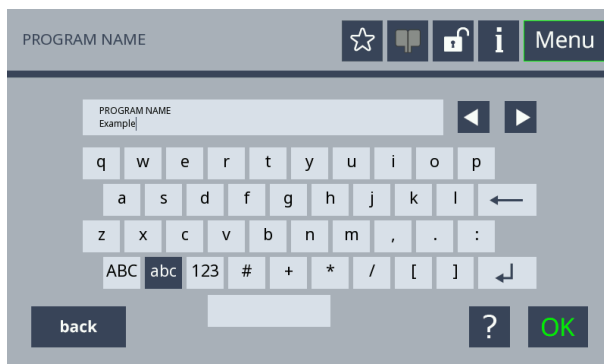 PROGRAM NAME
i Menu
PROGRAM NAME
Example
q w e r t y u i o p
a s d f g h j k l
z x c v b n m , . :
ABC abc 123 # + * / [ ]
back ? OK